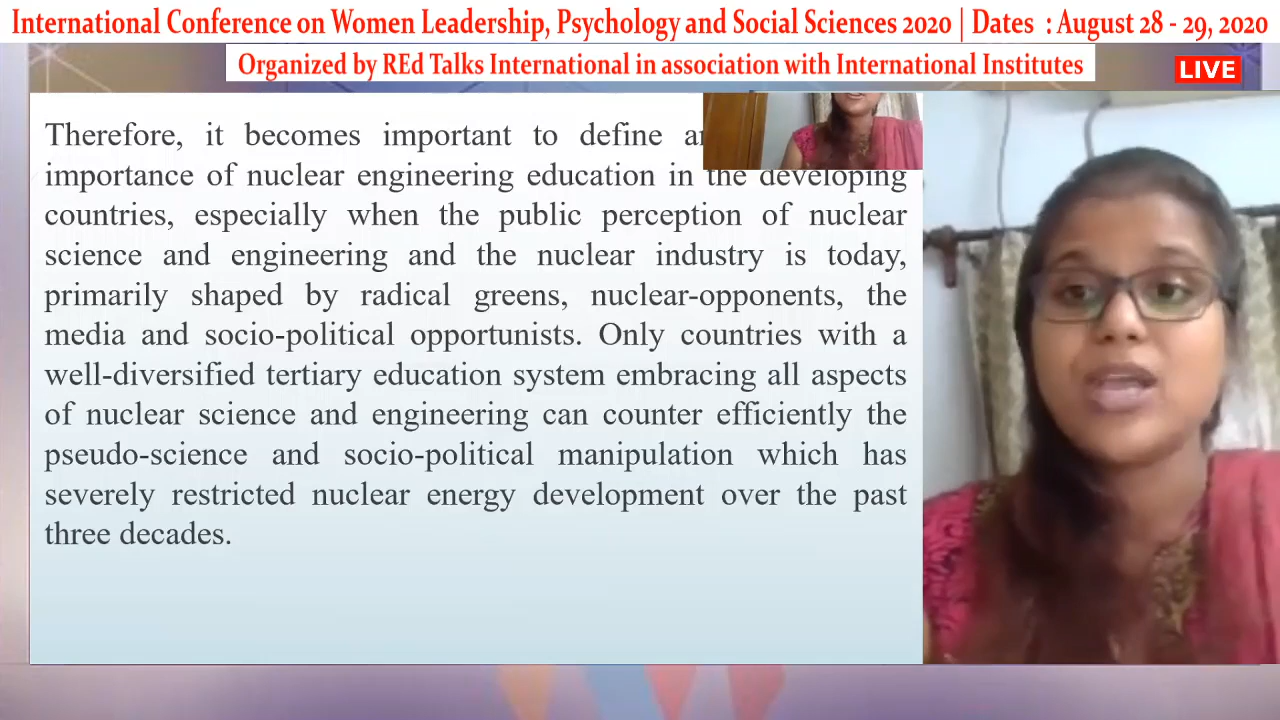 International Conference on Women Leadership, Psychology and Social Sciences 2020 | Dates : August 28 - 29, 2020
Organized by REd Talks International in association with International Institutes
LIVE
Therefore, it becomes important to define
importance of nuclear engineering education in the developing
countries, especially when the public perception of nuclear
science and engineering and the nuclear industry is today,
primarily shaped by radical greens, nuclear-opponents, the
media and socio-political opportunists. Only countries with a
well-diversified tertiary education system embracing all aspects
of nuclear science and engineering can counter efficiently the
pseudo-science and socio-political manipulation which has
severely restricted nuclear energy development over the past
three decades.